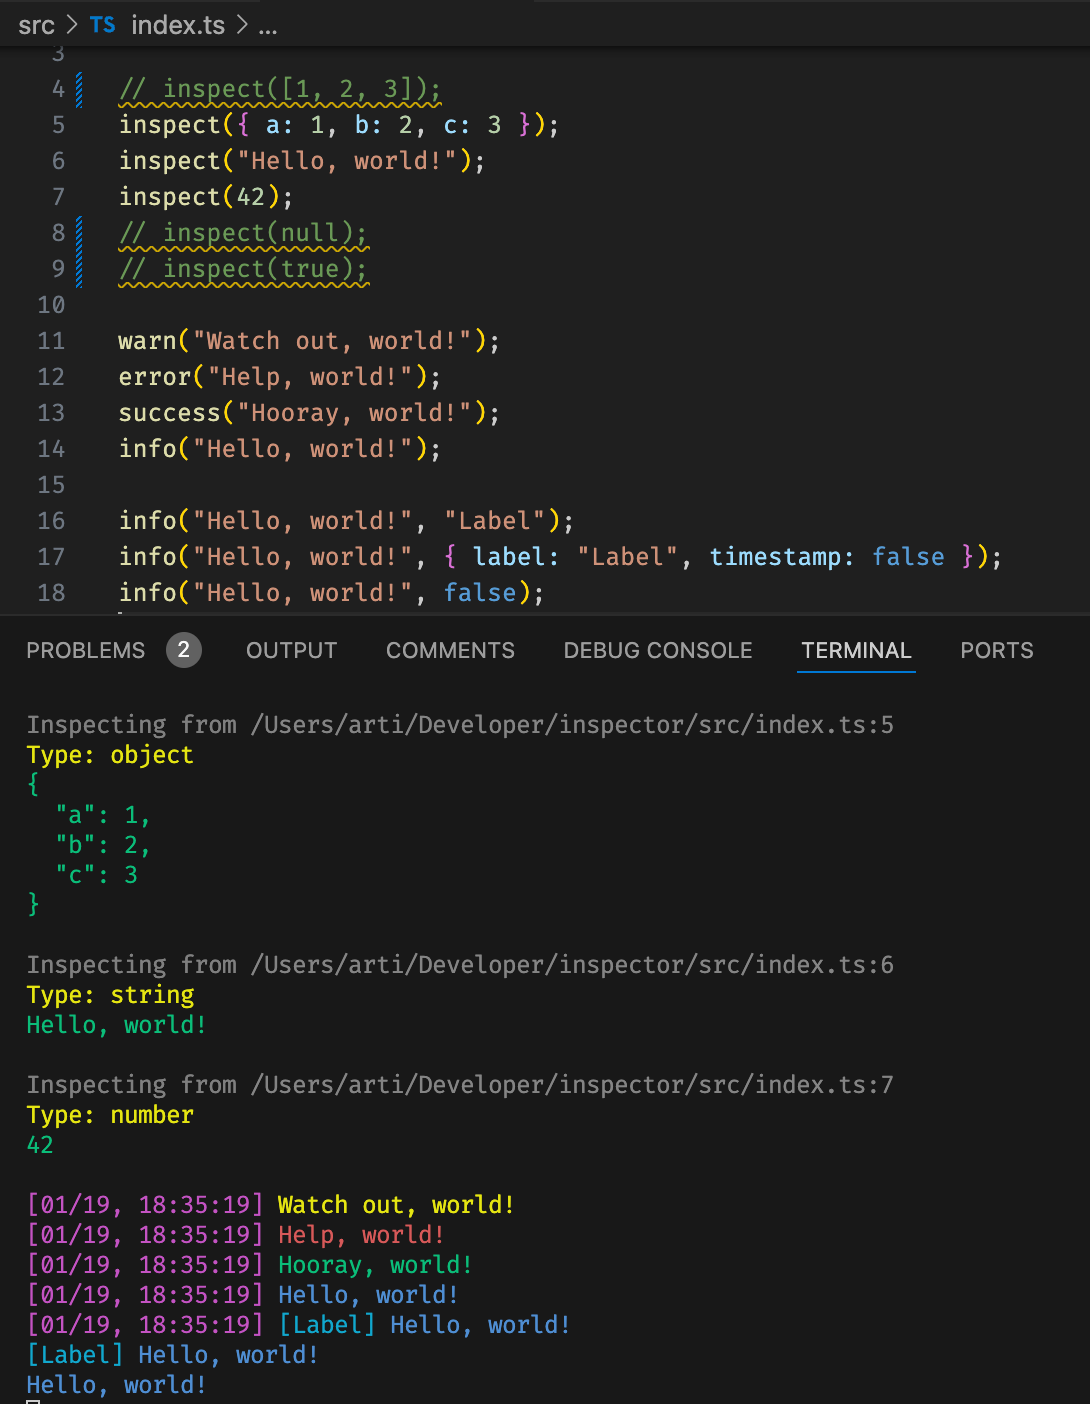 src > TS index.ts > ...
3
4 // inspect([1, 2, 3]);
5 inspect({ a: 1, b: 2, c: 3 });
6 inspect("Hello, world!");
7 inspect(42);
8 // inspect(null);
9 // inspect(true);
10
11 warn("Watch out, world!");
12 error("Help, world!");
13 success("Hooray, world!");
14 info("Hello, world!");
15
16 info("Hello, world!", "Label");
17 info("Hello, world!", { label: "Label", timestamp: false });
18 info("Hello, world!", false);
PROBLEMS 2 OUTPUT COMMENTS DEBUG CONSOLE TERMINAL PORTS
Inspecting from /Users/arti/Developer/inspector/src/index.ts:5
Type: object
{
  "a": 1,
  "b": 2,
  "c": 3
}
Inspecting from /Users/arti/Developer/inspector/src/index.ts:6
Type: string
Hello, world!
Inspecting from /Users/arti/Developer/inspector/src/index.ts:7
Type: number
42
[01/19, 18:35:19] Watch out, world!
[01/19, 18:35:19] Help, world!
[01/19, 18:35:19] Hooray, world!
[01/19, 18:35:19] Hello, world!
[01/19, 18:35:19] [Label] Hello, world!
[Label] Hello, world!
Hello, world!